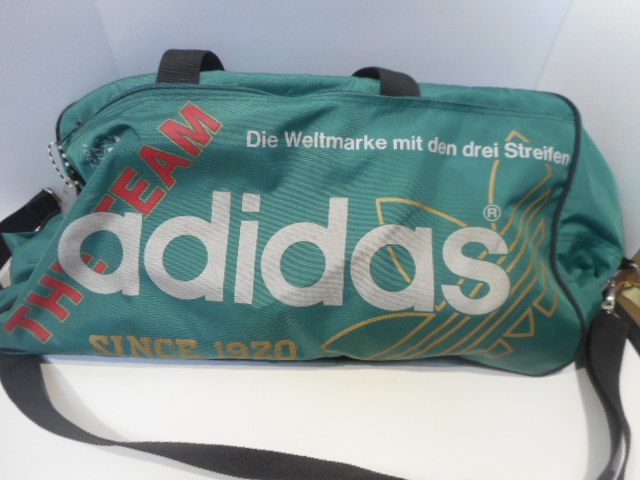 Die Weltmarke mit den drei Streifen
THE TEAM
adidas®
SINCE 1920